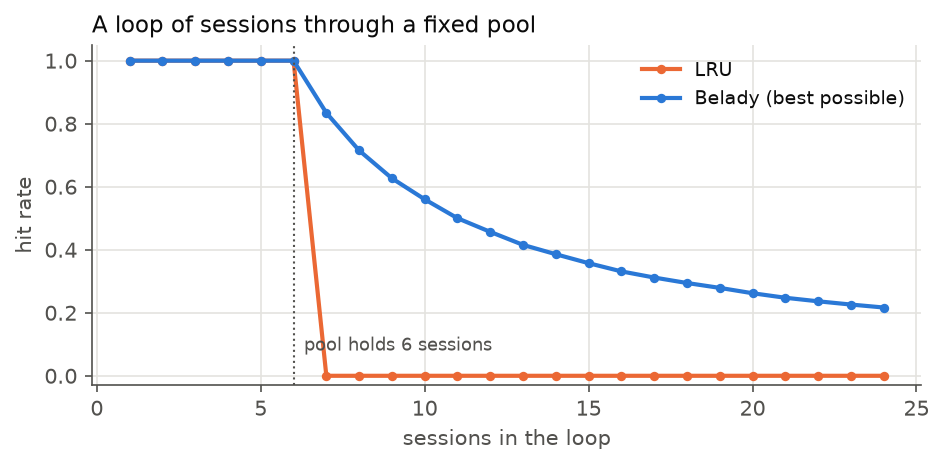 A loop of sessions through a fixed pool
LRU
Belady (best possible)
1.0
0.8
0.6
0.4
0.2
0.0
hit rate
pool holds 6 sessions
0
5
10
15
20
25
sessions in the loop